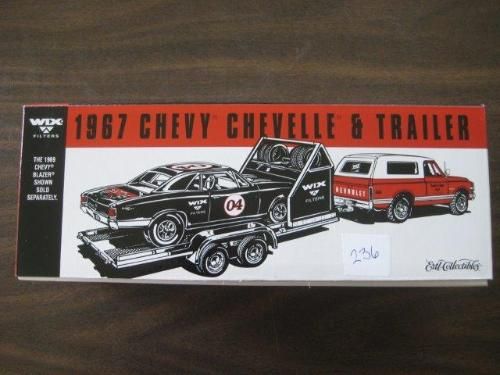 WIX
FILTERS
THE 1969
CHEVY®
BLAZER®
SHOWN
SOLD
SEPARATELY.
1967 CHEVY® CHEVELLE® & TRAILER
WIX
FILTERS
04
WIX
FILTERS
CHEVROLET
236
Ertl Collectibles